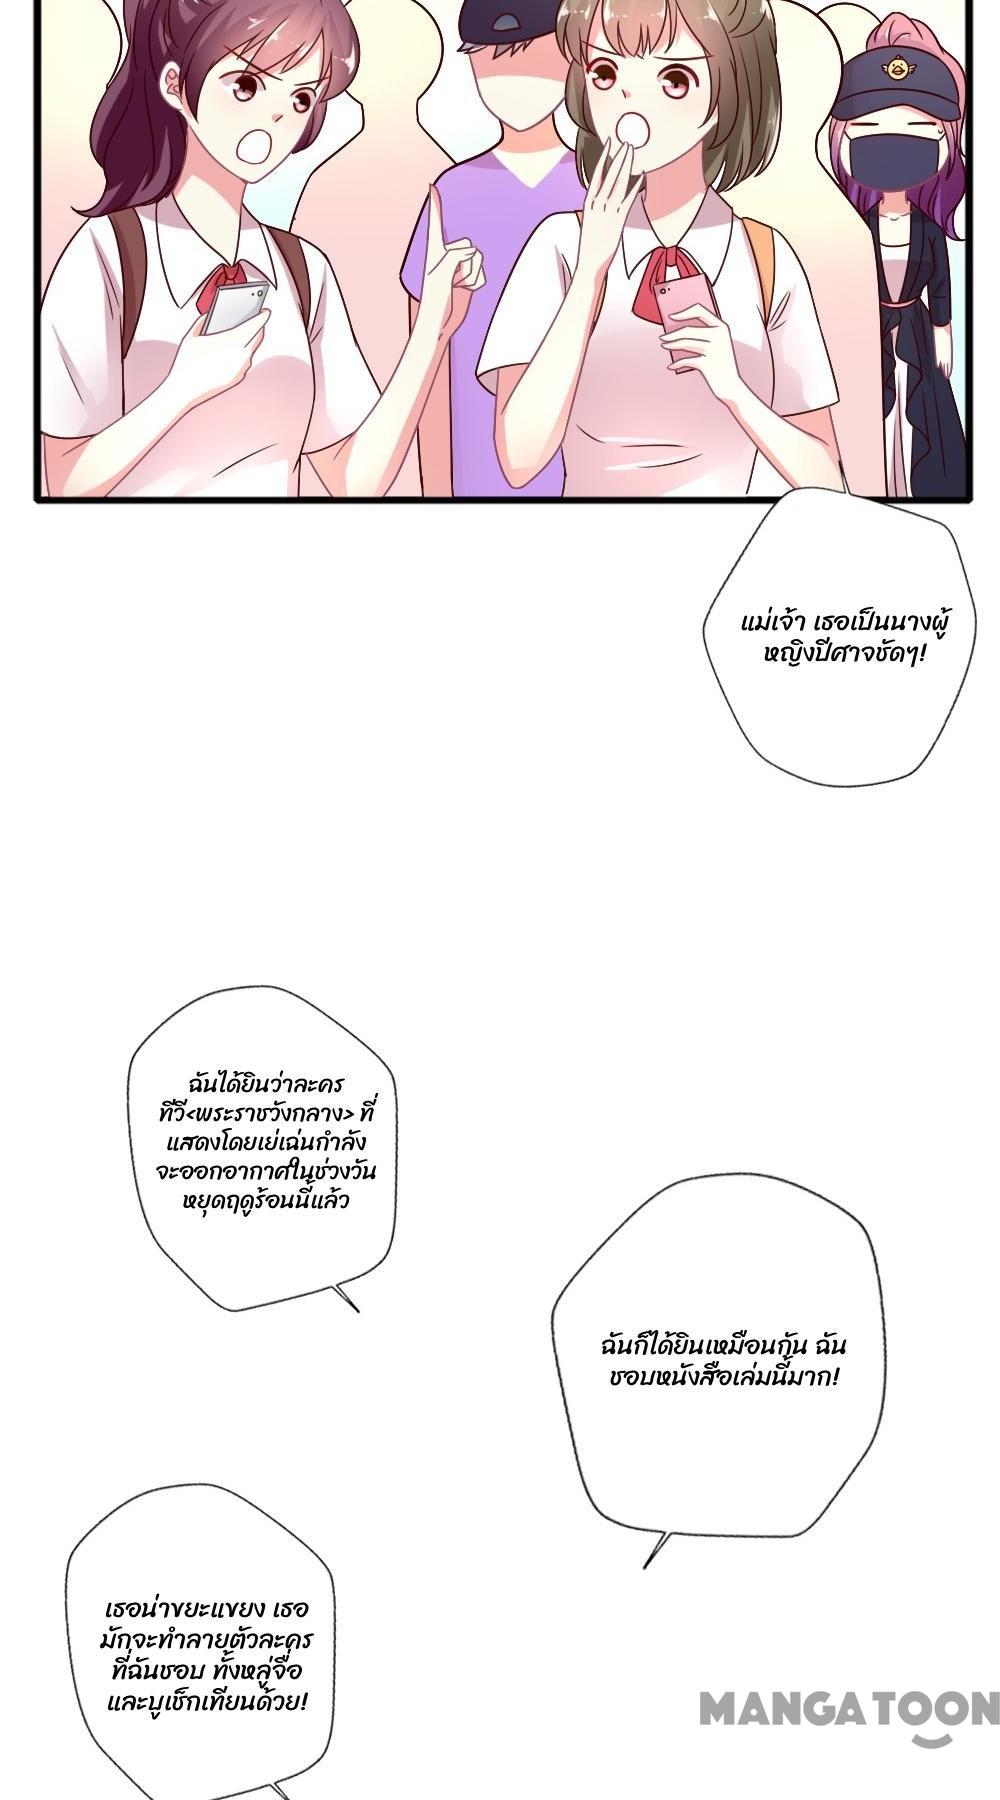 แม่เจ้า เธอเป็นนางผู้
หญิงปีศาจชัดๆ!
ฉันได้ยินว่าละคร
ทีวี<พระราชวังกลาง> ที่
แสดงโดยเย่เฉ่นกำลัง
จะออกอากาศในช่วงวัน
หยุดฤดูร้อนนี้แล้ว
ฉันก็ได้ยินเหมือนกัน ฉัน
ชอบหนังสือเล่มนี้มาก!
เธอน่าขยะแขยง เธอ
มักจะทำลายตัวละคร
ที่ฉันชอบ ทั้งหลู่จื่อ
และบูเช็กเทียนด้วย!
MANGATOON